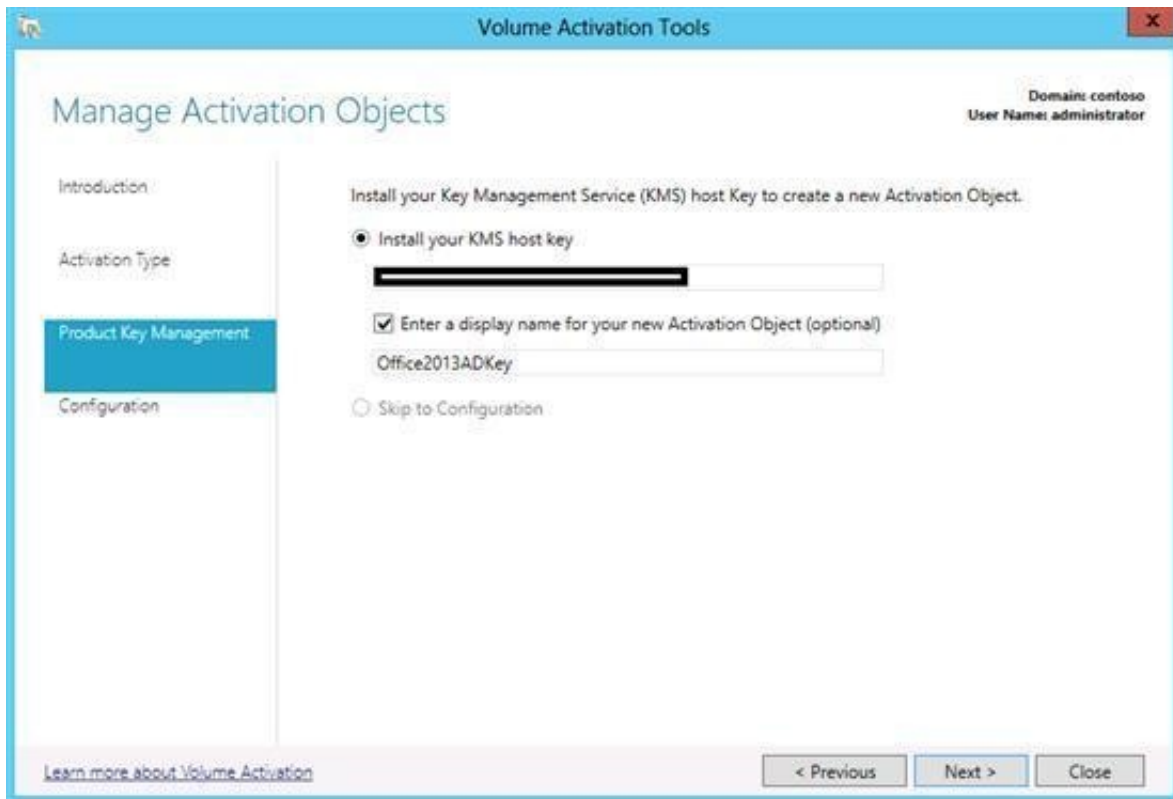 Volume Activation Tools
x
Manage Activation Objects
Domain: contoso
User Name: administrator
Introduction
Activation Type
Product Key Management
Configuration
Install your Key Management Service (KMS) host Key to create a new Activation Object.
Install your KMS host key
Enter a display name for your new Activation Object (optional)
Office2013ADKey
Skip to Configuration
Learn more about Volume Activation
< Previous
Next >
Close